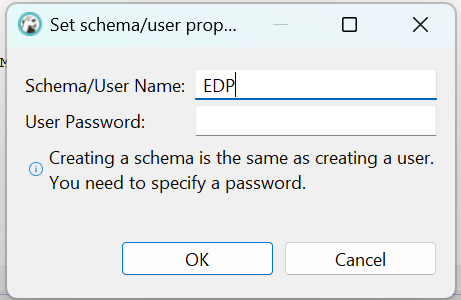 Set schema/user prop...
Schema/User Name: EDP
User Password:
Creating a schema is the same as creating a user.
You need to specify a password.
OK Cancel